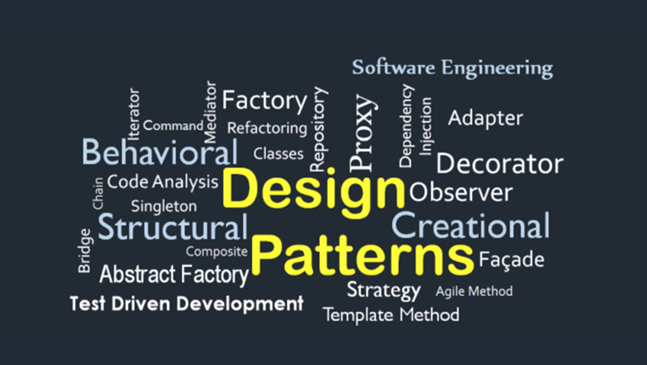 Software Engineering
Iterator
Mediator
Factory
Repository
Proxy
Dependency
Injection
Adapter
Command
Refactoring
Behavioral
Classes
Decorator
Chain
Code Analysis
Design
Observer
Singleton
Structural
Creational
Bridge
Composite
Patterns
Façade
Abstract Factory
Strategy
Agile Method
Test Driven Development
Template Method